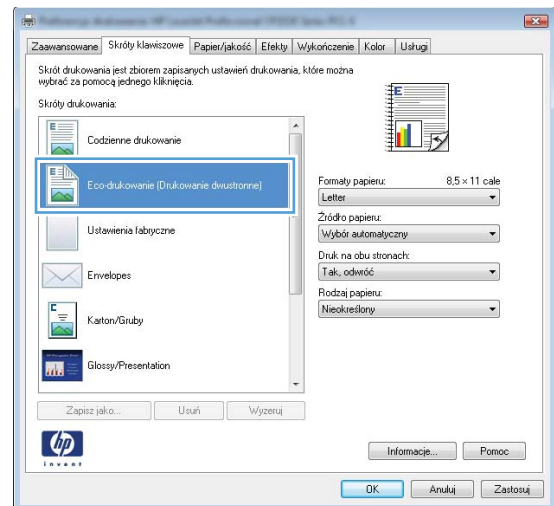 Zaawansowane Skróty klawiszowe Papier/jakość Efekty Wykończenie Kolor Usługi
Skrót drukowania jest zbiorem zapisanych ustawień drukowania, które można
wybrać za pomocą jednego kliknięcia.
Skróty drukowania:
Codzienne drukowanie
Eco-drukowanie (Drukowanie dwustronne)
Ustawienia fabryczne
Envelopes
Karton/Gruby
Glossy/Presentation
Zapisz jako... Usuń Wyzeruj
Formaty papieru: 8,5 × 11 cale
Letter
Źródło papieru:
Wybór automatyczny
Druk na obu stronach:
Tak, odwróć
Rodzaj papieru:
Nieokreślony
hp
invent
Informacje... Pomoc
OK Anuluj Zastosuj